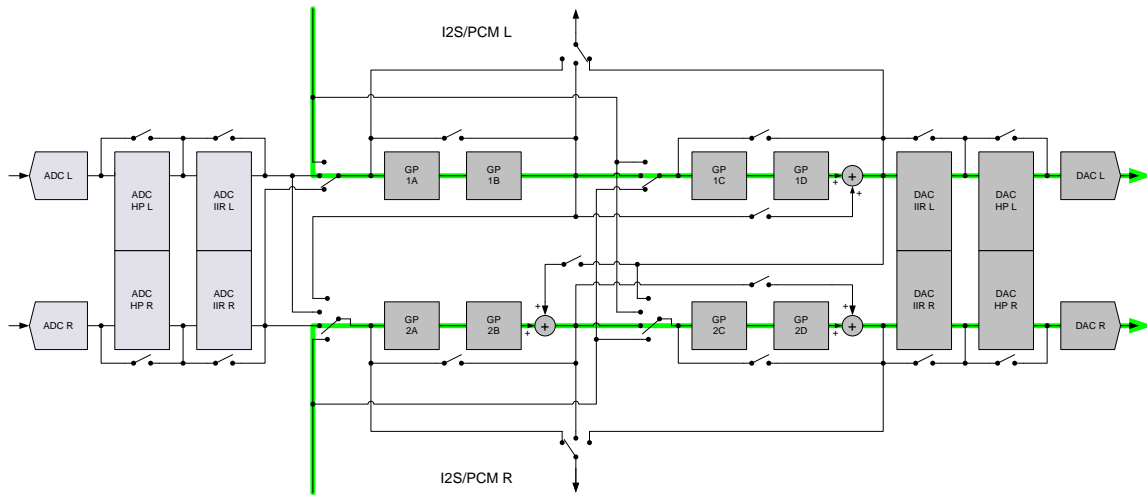 I2S/PCM L
ADC L
ADC
HP L
ADC
IIR L
GP
1A
GP
1B
GP
1C
GP
1D
+
+
+
DAC
IIR L
DAC
HP L
DAC L
ADC R
ADC
HP R
ADC
IIR R
GP
2A
GP
2B
+
+
+
GP
2C
GP
2D
+
+
+
DAC
IIR R
DAC
HP R
DAC R
I2S/PCM R